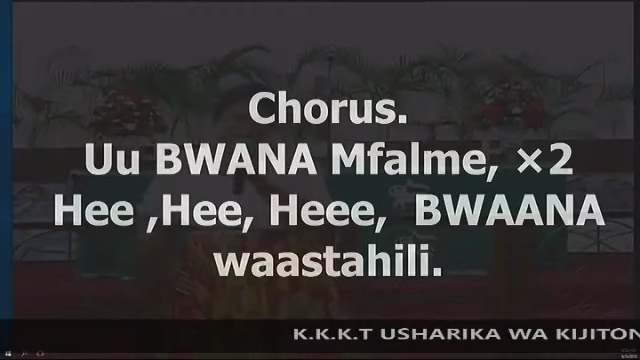 Chorus.
Uu BWANA Mfalme, ×2
Hee ,Hee, Heee, BWAANA
waastahili.
K.K.K.T USHARIKA WA KIJITON